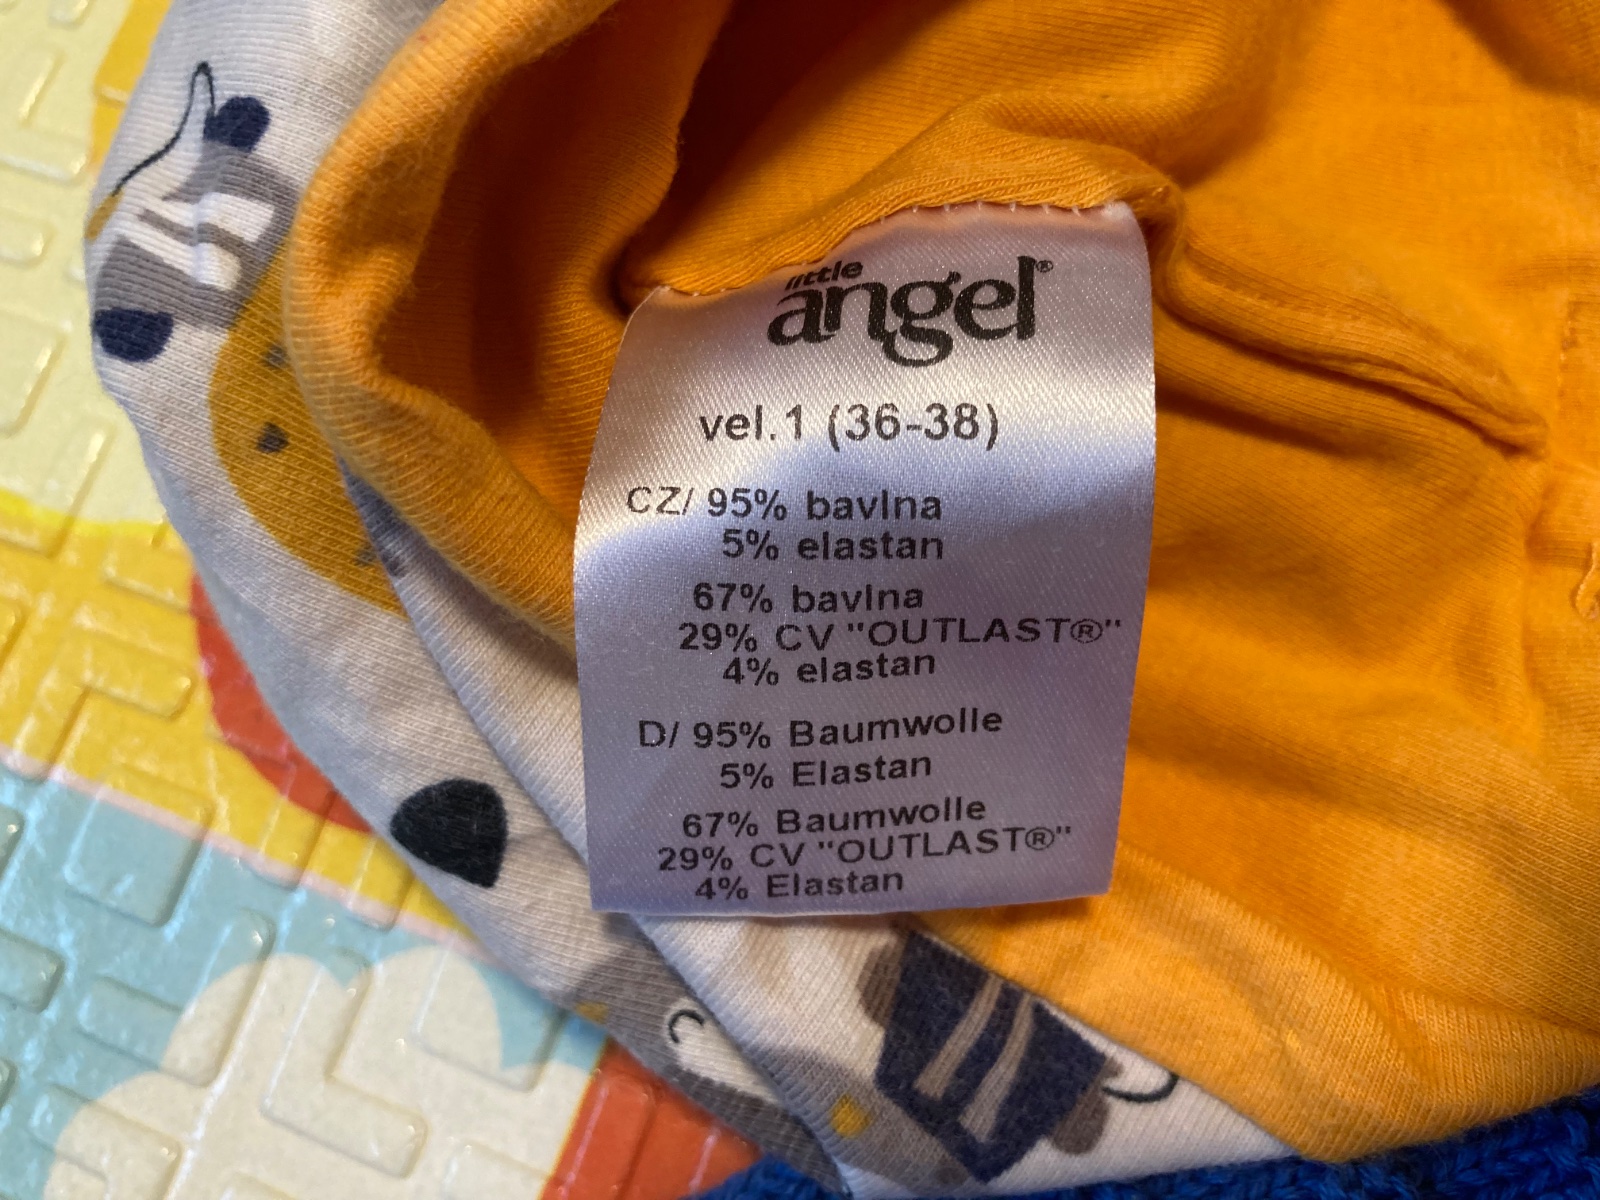 little
angel®
vel.1 (36-38)
CZ/ 95% bavlna
5% elastan
67% bavlna
29% CV "OUTLAST®"
4% elastan
D/ 95% Baumwolle
5% Elastan
67% Baumwolle
29% CV "OUTLAST®"
4% Elastan